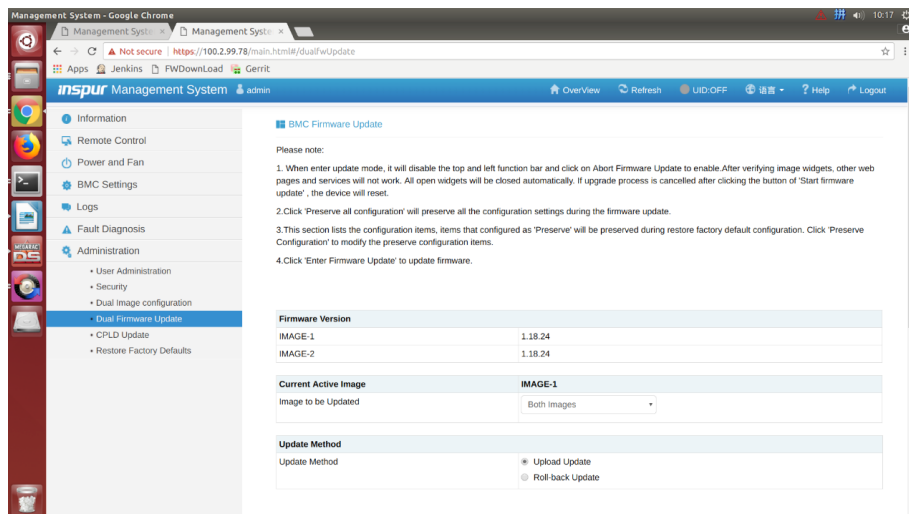 Management System - Google Chrome
拼
10:17
Management Syste
Management Syste
Not secure
https://100.2.99.78/main.html#/dualfwUpdate
Apps
Jenkins
FWDownLoad
Gerrit
inspur Management System
admin
OverView
Refresh
UID:OFF
语言
? Help
Logout
Information
Remote Control
Power and Fan
BMC Settings
Logs
Fault Diagnosis
Administration
• User Administration
• Security
• Dual Image configuration
• Dual Firmware Update
• CPLD Update
• Restore Factory Defaults
MEGARAC
DS
BMC Firmware Update
Please note:
1. When enter update mode, it will disable the top and left function bar and click on Abort Firmware Update to enable.After verifying image widgets, other web
pages and services will not work. All open widgets will be closed automatically. If upgrade process is cancelled after clicking the button of 'Start firmware
update' , the device will reset.
2.Click 'Preserve all configuration' will preserve all the configuration settings during the firmware update.
3.This section lists the configuration items, items that configured as 'Preserve' will be preserved during restore factory default configuration. Click 'Preserve
Configuration' to modify the preserve configuration items.
4.Click 'Enter Firmware Update' to update firmware.
Firmware Version
IMAGE-1 1.18.24
IMAGE-2 1.18.24
Current Active Image IMAGE-1
Image to be Updated Both Images
Update Method
Update Method Upload Update
Roll-back Update